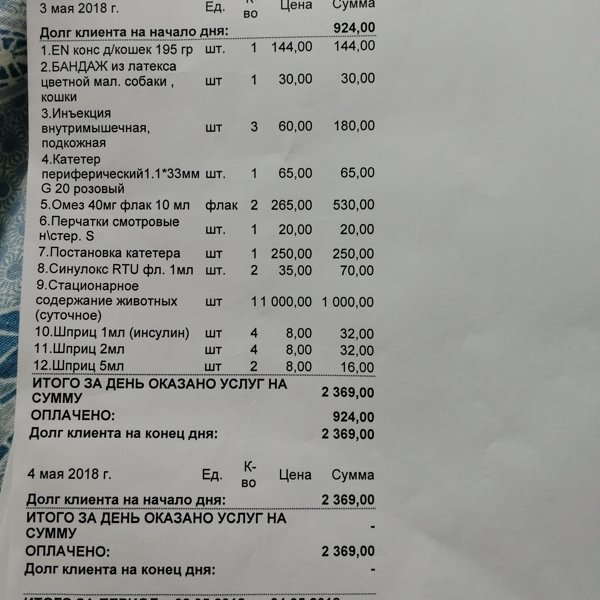 3 мая 2018 г. Ед. К-во Цена Сумма
Долг клиента на начало дня: 924,00
1.EN конс д/кошек 195 гр шт. 1 144,00 144,00
2.БАНДАЖ из латекса
цветной мал. собаки , шт 1 30,00 30,00
кошки
3.Инъекция
внутримышечная, шт 3 60,00 180,00
подкожная
4.Катетер
периферический1.1*33мм шт. 1 65,00 65,00
G 20 розовый
5.Омез 40мг флак 10 мл флак 2 265,00 530,00
6.Перчатки смотровые шт. 1 20,00 20,00
н\стер. S
7.Постановка катетера шт 1 250,00 250,00
8.Синулокс RTU фл. 1мл шт. 2 35,00 70,00
9.Стационарное
содержание животных шт 1 1 000,00 1 000,00
(суточное)
10.Шприц 1мл (инсулин) шт 4 8,00 32,00
11.Шприц 2мл шт 4 8,00 32,00
12.Шприц 5мл шт 2 8,00 16,00
ИТОГО ЗА ДЕНЬ ОКАЗАНО УСЛУГ НА
СУММУ 2 369,00
ОПЛАЧЕНО: 924,00
Долг клиента на конец дня: 2 369,00
4 мая 2018 г. Ед. К-во Цена Сумма
Долг клиента на начало дня: 2 369,00
ИТОГО ЗА ДЕНЬ ОКАЗАНО УСЛУГ НА
СУММУ -
ОПЛАЧЕНО: 2 369,00
Долг клиента на конец дня: -